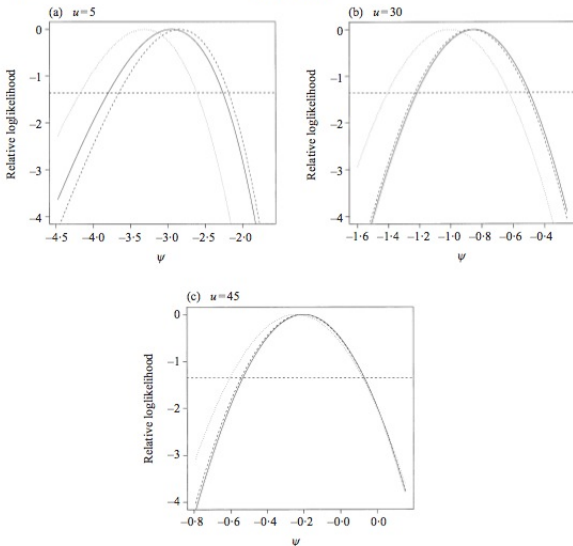 (a) u=5
Relative loglikelihood
0
−1
−2
−3
−4
−4·5 −4·0 −3·5 −3·0 −2·5 −2·0
ψ
(b) u=30
Relative loglikelihood
0
−1
−2
−3
−4
−1·6 −1·4 −1·2 −1·0 −0·8 −0·6 −0·4
ψ
(c) u=45
Relative loglikelihood
0
−1
−2
−3
−4
−0·8 −0·6 −0·4 −0·2 −0·0 0·0
ψ